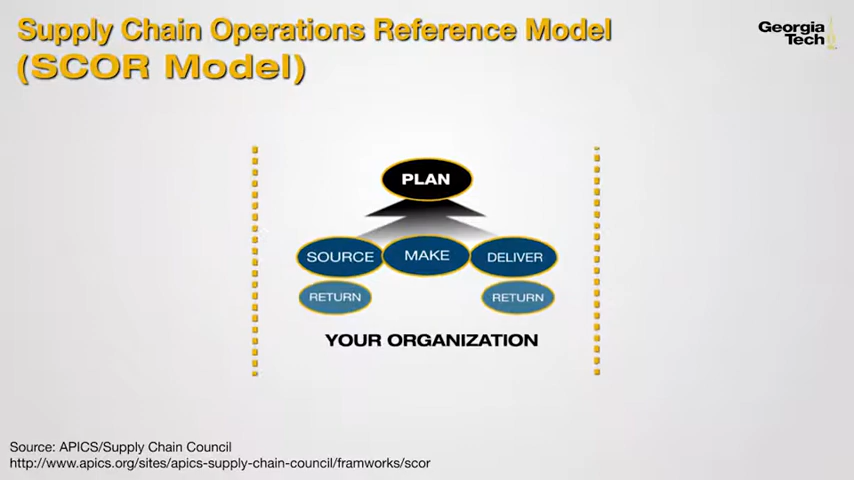 Supply Chain Operations Reference Model
(SCOR Model)
Georgia
Tech
PLAN
SOURCE
MAKE
DELIVER
RETURN
RETURN
YOUR ORGANIZATION
Source: APICS/Supply Chain Council
http://www.apics.org/sites/apics-supply-chain-council/framworks/scor